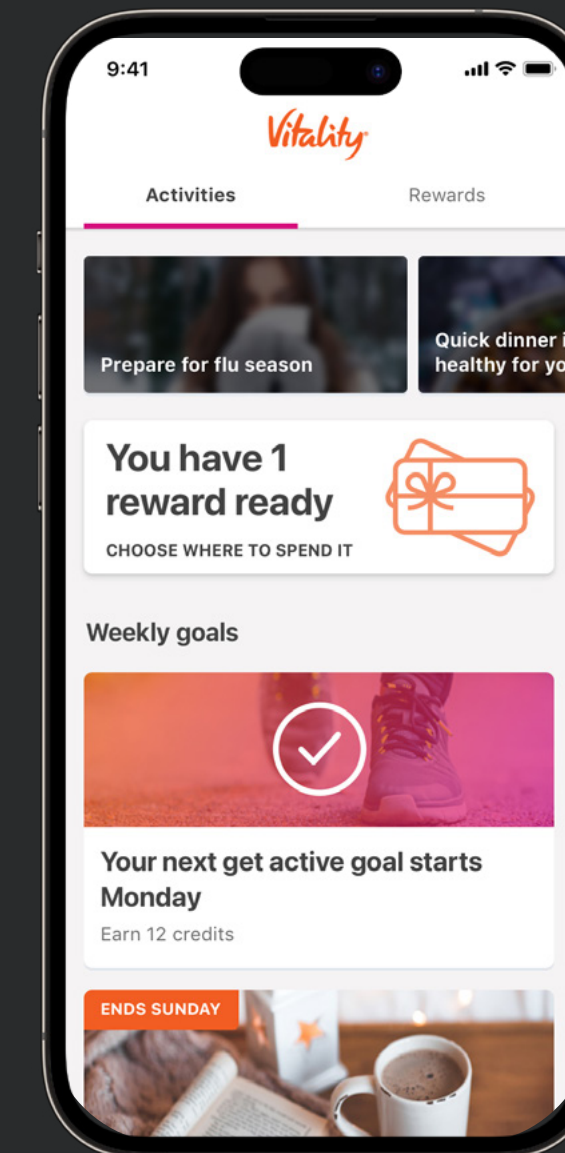 9:41
Vitality
Activities
Rewards
Prepare for flu season
Quick dinner
healthy for
You have 1
reward ready
CHOOSE WHERE TO SPEND IT
Weekly goals
Your next get active goal starts
Monday
Earn 12 credits
ENDS SUNDAY